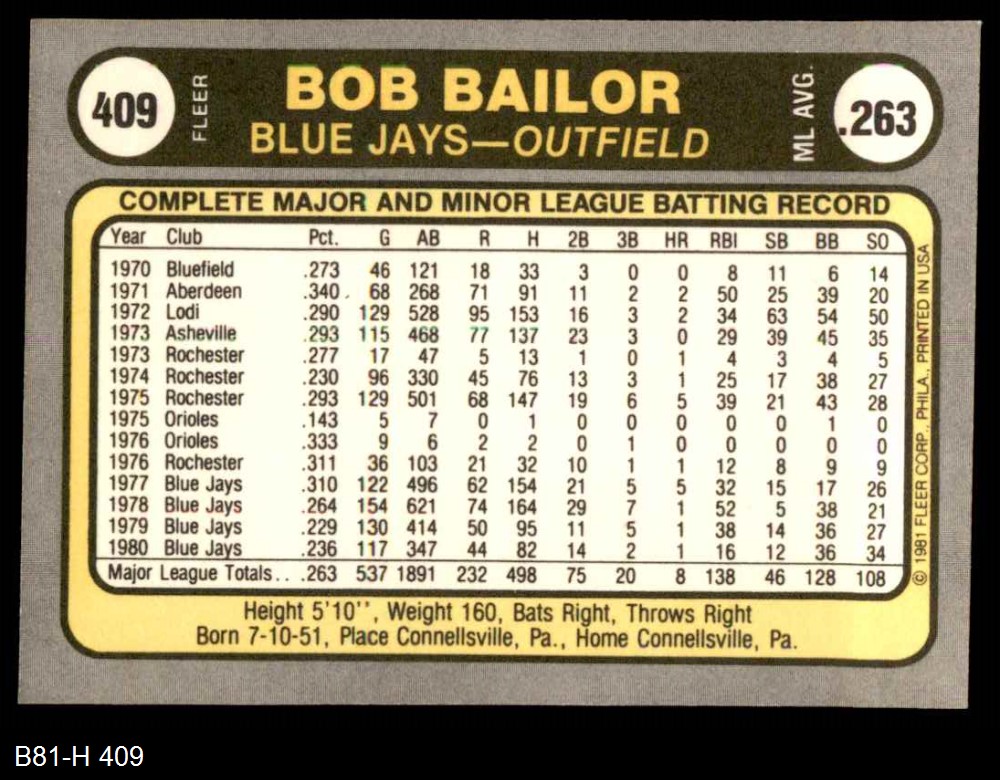 409 FLEER BOB BAILOR ML AVG. .263
BLUE JAYS—OUTFIELD
COMPLETE MAJOR AND MINOR LEAGUE BATTING RECORD
Year Club Pct. G AB R H 2B 3B HR RBI SB BB SO
1970 Bluefield .273 46 121 18 33 3 0 0 8 11 6 14
1971 Aberdeen .340 68 268 71 91 11 2 2 50 25 39 20
1972 Lodi .290 129 528 95 153 16 3 2 34 63 54 50
1973 Asheville .293 115 468 77 137 23 3 0 29 39 45 35
1973 Rochester .277 17 47 5 13 1 0 1 4 3 4 5
1974 Rochester .230 96 330 45 76 13 3 1 25 17 38 27
1975 Rochester .293 129 501 68 147 19 6 5 39 21 43 28
1975 Orioles .143 5 7 0 1 0 0 0 0 0 1 0
1976 Orioles .333 9 6 2 2 0 1 0 0 0 0 0
1976 Rochester .311 36 103 21 32 10 1 1 12 8 9 9
1977 Blue Jays .310 122 496 62 154 21 5 5 32 15 17 26
1978 Blue Jays .264 154 621 74 164 29 7 1 52 5 38 21
1979 Blue Jays .229 130 414 50 95 11 5 1 38 14 36 27
1980 Blue Jays .236 117 347 44 82 14 2 1 16 12 36 34
Major League Totals. . .263 537 1891 232 498 75 20 8 138 46 128 108
© 1981 FLEER CORP., PHILA., PRINTED IN USA
Height 5'10'', Weight 160, Bats Right, Throws Right
Born 7-10-51, Place Connellsville, Pa., Home Connellsville, Pa.
B81-H 409